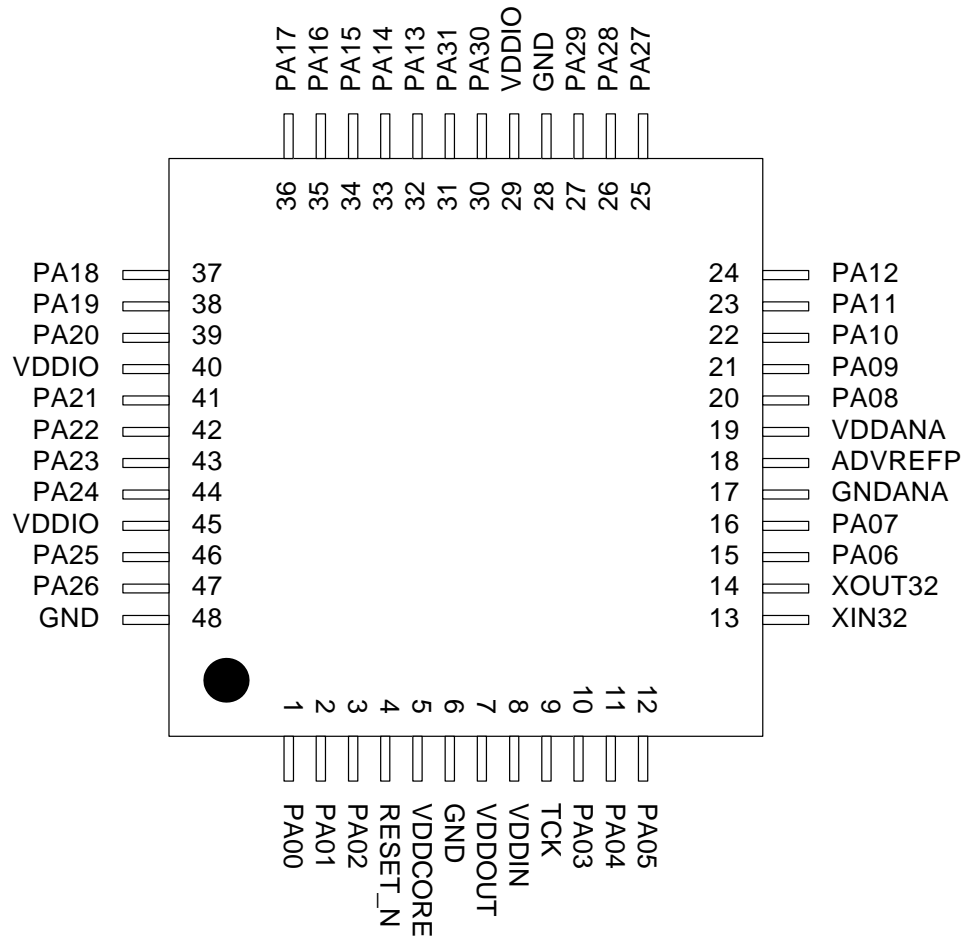 PA17 PA16 PA15 PA14 PA13 PA31 PA30 VDDIO GND PA29 PA28 PA27
36 35 34 33 32 31 30 29 28 27 26 25
PA18 37 24 PA12
PA19 38 23 PA11
PA20 39 22 PA10
VDDIO 40 21 PA09
PA21 41 20 PA08
PA22 42 19 VDDANA
PA23 43 18 ADVREFP
PA24 44 17 GNDANA
VDDIO 45 16 PA07
PA25 46 15 PA06
PA26 47 14 XOUT32
GND 48 13 XIN32
1 2 3 4 5 6 7 8 9 10 11 12
PA00 PA01 PA02 RESET_N VDDCORE GND VDDOUT VDDIN TCK PA03 PA04 PA05